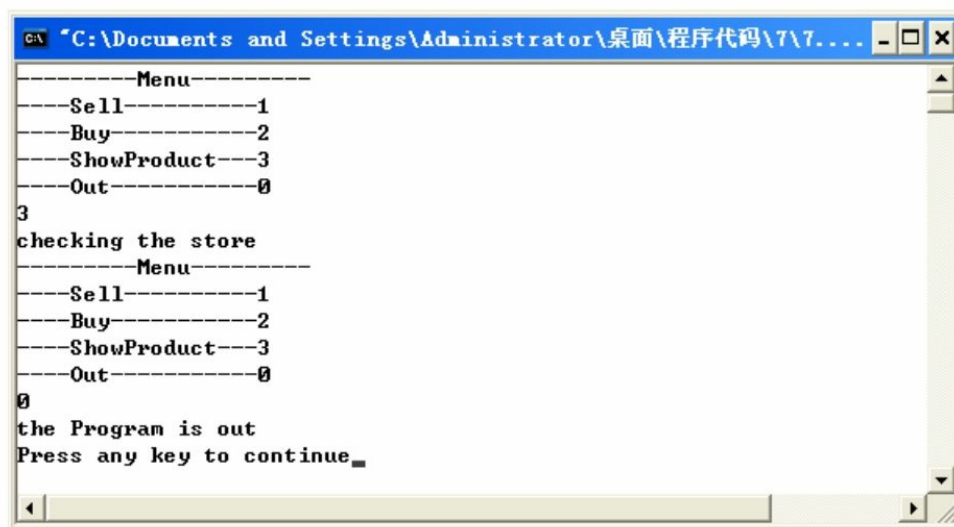 "C:\Documents and Settings\Administrator\桌面\程序代码\7\7....
---------Menu---------
----Sell----------1
----Buy-----------2
----ShowProduct---3
----Out-----------0
3
checking the store
---------Menu---------
----Sell----------1
----Buy-----------2
----ShowProduct---3
----Out-----------0
0
the Program is out
Press any key to continue_